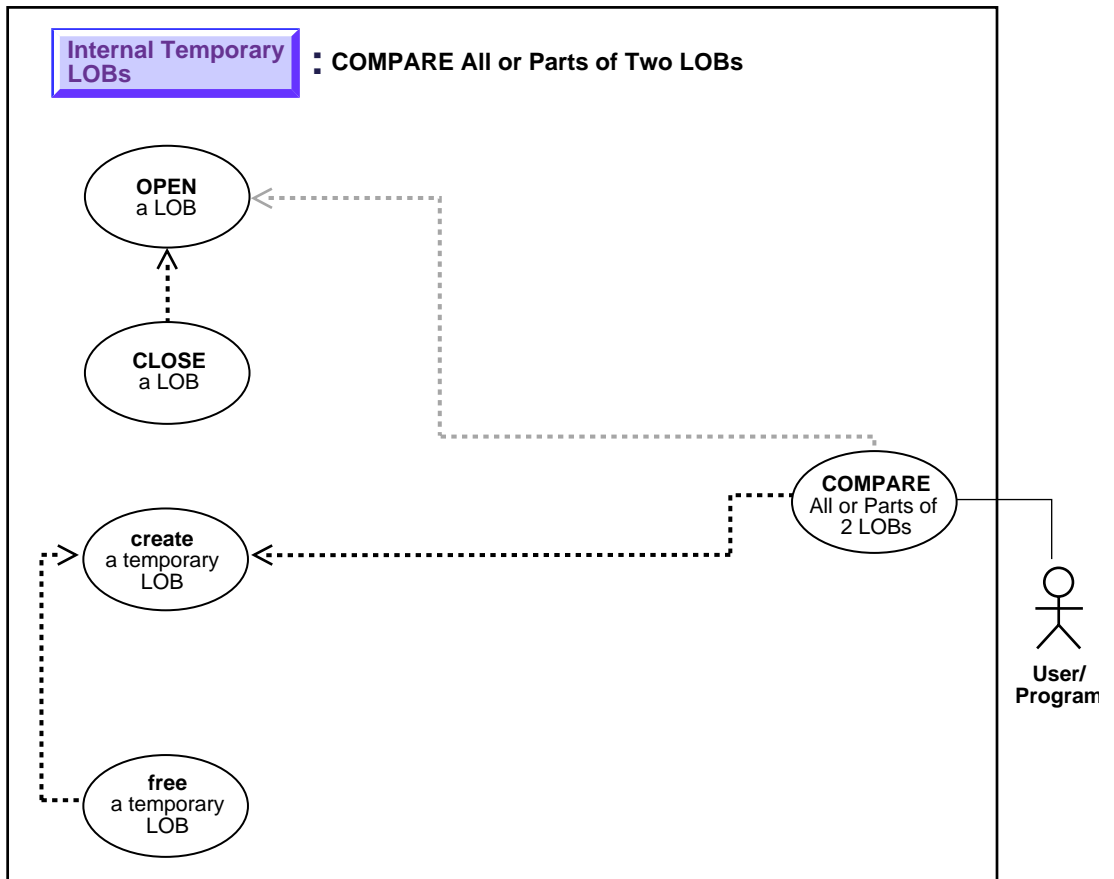 Internal Temporary
LOBs
: COMPARE All or Parts of Two LOBs
OPEN
a LOB
CLOSE
a LOB
COMPARE
All or Parts of
2 LOBs
create
a temporary
LOB
User/
Program
free
a temporary
LOB